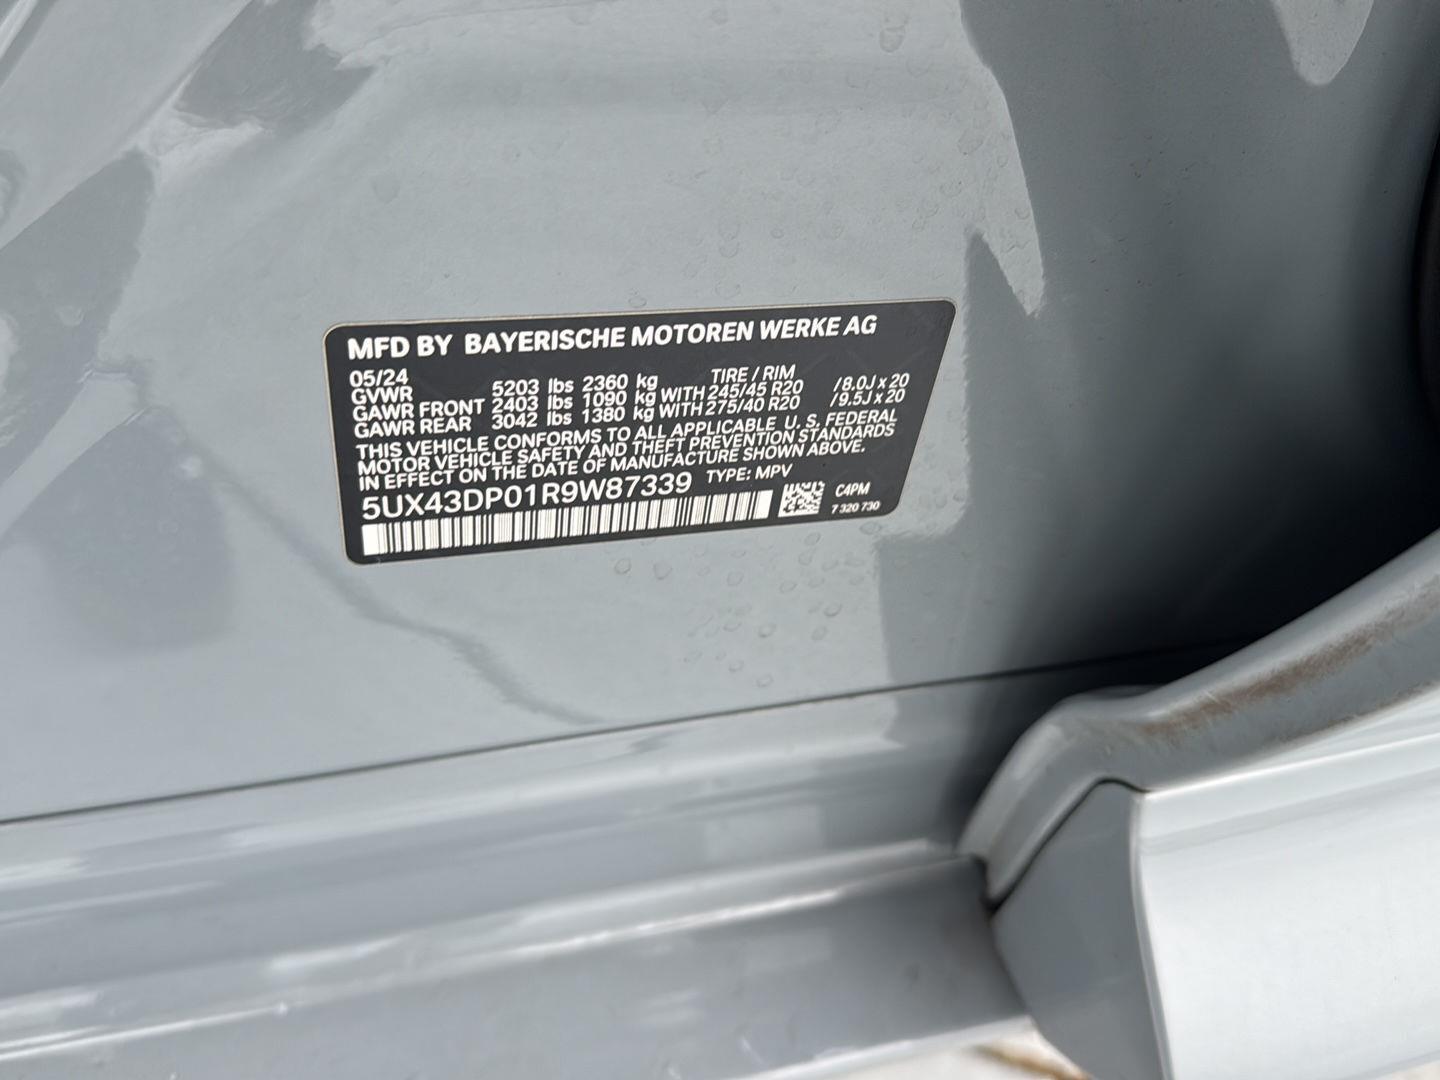 MFD BY BAYERISCHE MOTOREN WERKE AG
05/24 TIRE / RIM
GVWR 5203 lbs 2360 kg
GAWR FRONT 2403 lbs 1090 kg WITH 245/45 R20 /8.0J x 20
GAWR REAR 3042 lbs 1380 kg WITH 275/40 R20 /9.5J x 20
THIS VEHICLE CONFORMS TO ALL APPLICABLE U. S. FEDERAL
MOTOR VEHICLE SAFETY AND THEFT PREVENTION STANDARDS
IN EFFECT ON THE DATE OF MANUFACTURE SHOWN ABOVE.
5UX43DP01R9W87339 TYPE: MPV
C4PM
7 320 730